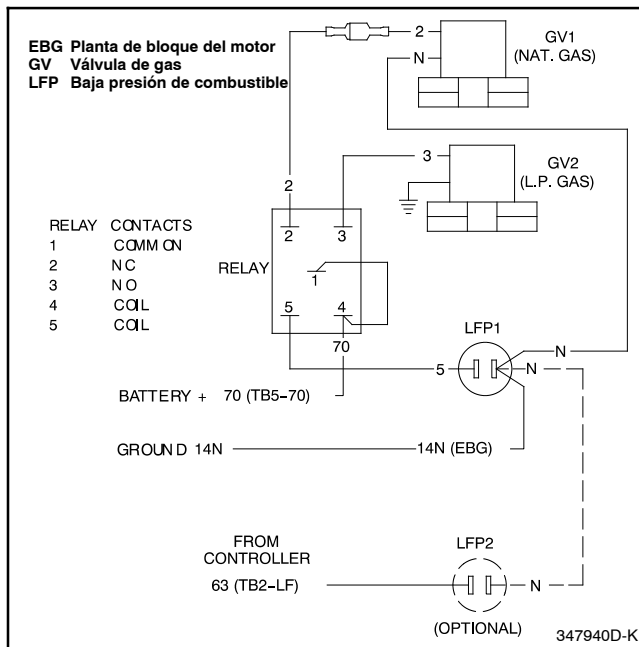 EBG Planta de bloque del motor
GV Válvula de gas
LFP Baja presión de combustible
2
GV1
(NAT. GAS)
N
3
GV2
(L.P. GAS)
2
RELAY CONTACTS
1 COMMON
2 NC
3 NO
4 COIL
5 COIL
RELAY
2
3
1
5
4
70
LFP1
N
5
N
BATTERY + 70 (TB5-70)
GROUND 14N
14N (EBG)
FROM
CONTROLLER
63 (TB2-LF)
LFP2
N
(OPTIONAL)
347940D-K